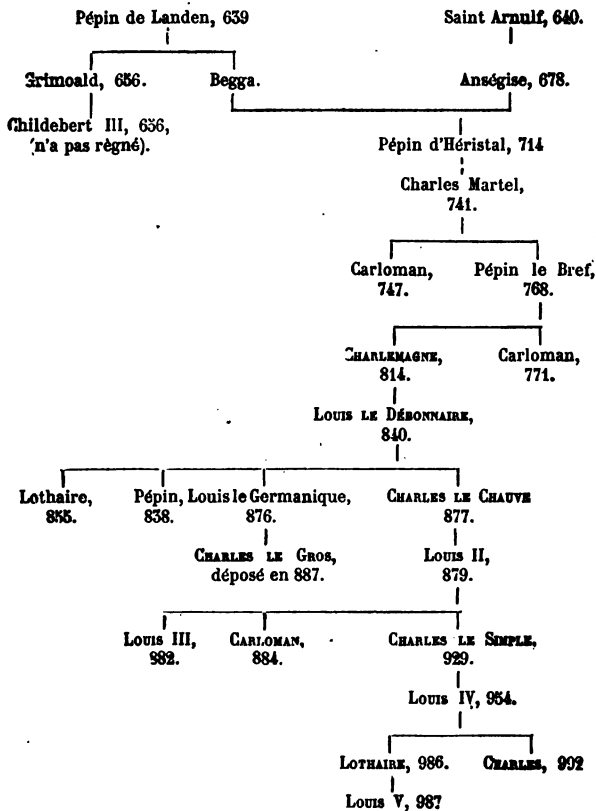 Pépin de Landen, 639 Saint Arnulf, 640.
Grimoald, 656. Begga. Anségise, 678.
Childebert III, 656,
(n'a pas règné).
Pépin d'Héristal, 714
Charles Martel,
741.
Carloman, Pépin le Bref,
747. 768.
CHARLEMAGNE, Carloman,
814. 771.
LOUIS LE DÉBONNAIRE,
840.
Lothaire, Pépin, Louis le Germanique, CHARLES LE CHAUVE
855. 838. 876. 877.
CHARLES LE GROS, LOUIS II,
déposé en 887. 879.
LOUIS III, CARLOMAN, CHARLES LE SIMPLE,
882. 884. 929.
LOUIS IV, 954.
LOTHAIRE, 986. CHARLES, 992
LOUIS V, 987